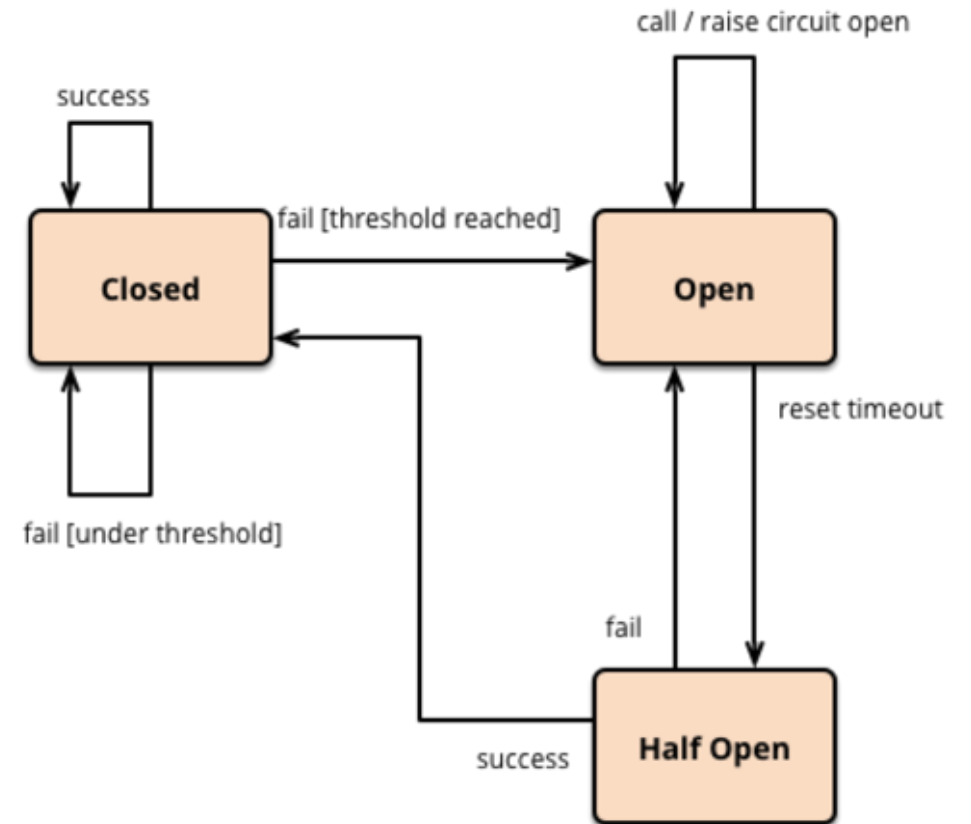 call / raise circuit open
success
fail [threshold reached]
Closed
Open
reset timeout
fail [under threshold]
fail
Half Open
success